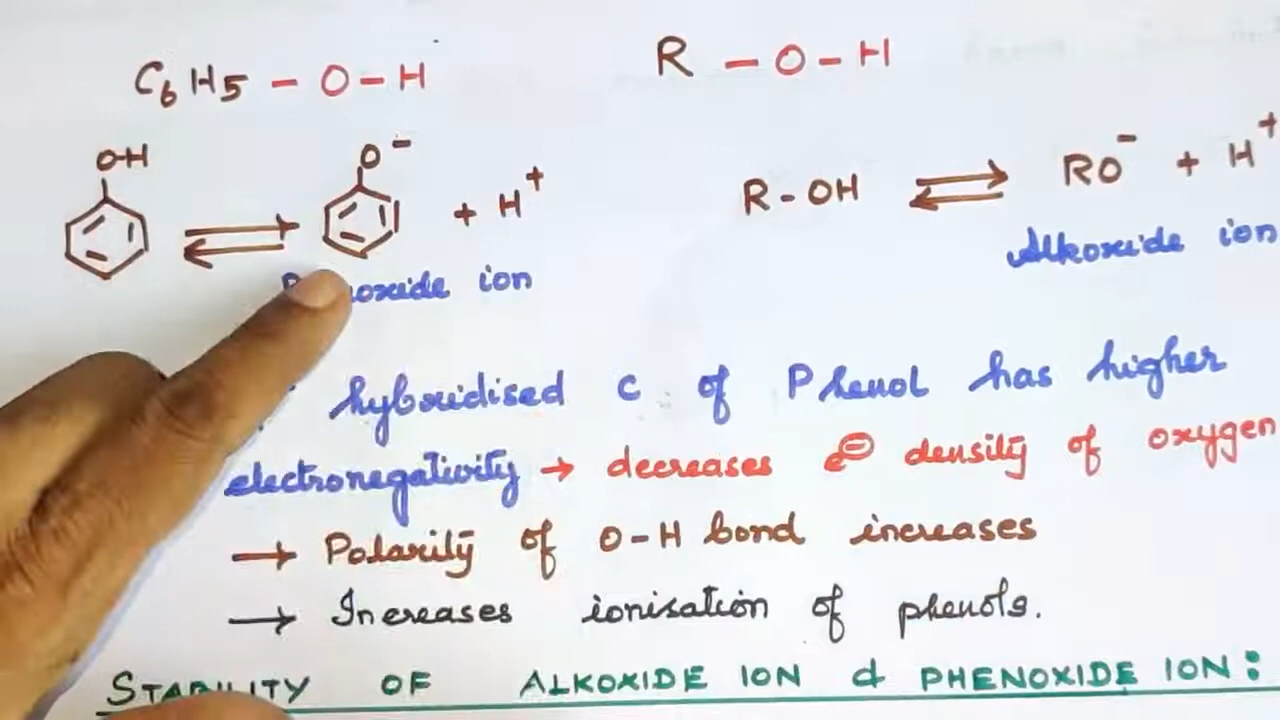 C₆H₅ - O - H
R - O - H
OH
O⁻ + H⁺
R - OH ⇌ RO⁻ + H⁺
ion
Alkoxide ion
hybridised C of Phenol has higher
electronegativity → decreases e⊖ density of oxygen
→ Polarity of O-H bond increases
→ Increases ionisation of phenols.
STABILITY OF ALKOXIDE ION & PHENOXIDE ION: